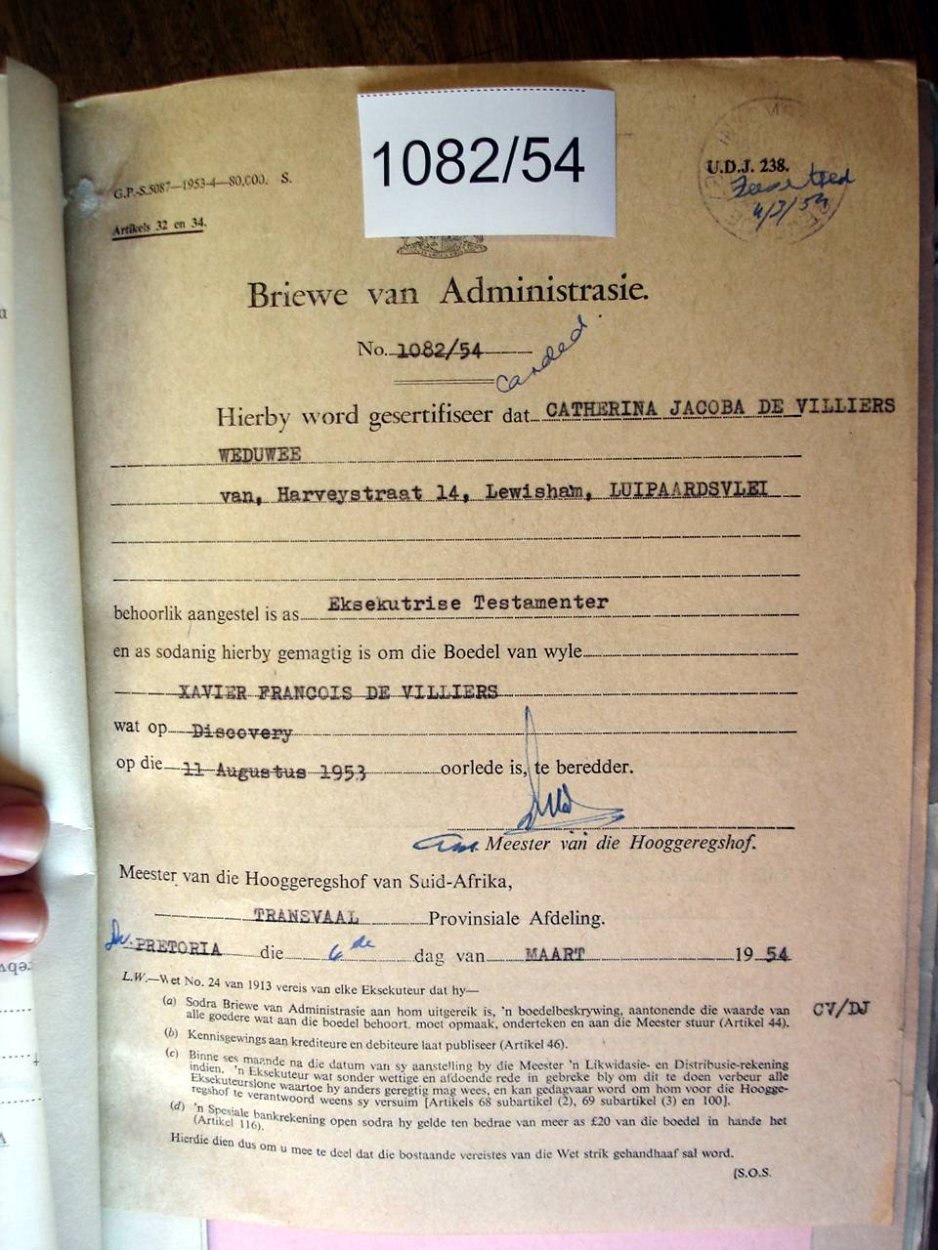 1082/54
G.P.-S.5087—1953-4—80,000. S.
U.D.J. 238.
4/3/54
Artikels 32 en 34.
Briewe van Administrasie.
No. 1082/54
Carded.
Hierby word gesertifiseer dat CATHERINA JACOBA DE VILLIERS
WEDUWEE
van, Harveystraat 14, Lewisham, LUIPAARDSVLEI
behoorlik aangestel is as Eksekutrise Testamenter
en as sodanig hierby gemagtig is om die Boedel van wyle
XAVIER FRANCOIS DE VILLIERS
wat op Discovery
op die 11 Augustus 1953 oorlede is, te beredder.
Meester van die Hooggeregshof.
Meester van die Hooggeregshof van Suid-Afrika,
TRANSVAAL Provinsiale Afdeling.
PRETORIA die 6de dag van MAART 19 54
L.W.—Wet No. 24 van 1913 vereis van elke Eksekuteur dat hy—
(a) Sodra Briewe van Administrasie aan hom uitgereik is, 'n boedelbeskrywing, aantonende die waarde van CV/DJ
alle goedere wat aan die boedel behoort, moet opmaak, onderteken en aan die Meester stuur (Artikel 44).
(b) Kennisgewings aan krediteure en debiteure laat publiseer (Artikel 46).
(c) Binne ses maande na die datum van sy aanstelling by die Meester 'n Likwidasie- en Distribusie-rekening
indien. 'n Eksekuteur wat sonder wettige en afdoende rede in gebreke bly om dit te doen verbeur alle
Eksekuteurslone waartoe hy anders geregtig mag wees, en kan gedagvaar word om hom voor die Hoogge-
regshof te verantwoord weens sy versuim [Artikels 68 subartikel (2), 69 subartikel (3) en 100].
(d) 'n Spesiale bankrekening open sodra hy gelde ten bedrae van meer as £20 van die boedel in hande het
(Artikel 116).
Hierdie dien dus om u mee te deel dat die bostaande vereistes van die Wet strik gehandhaaf sal word.
[S.O.S.